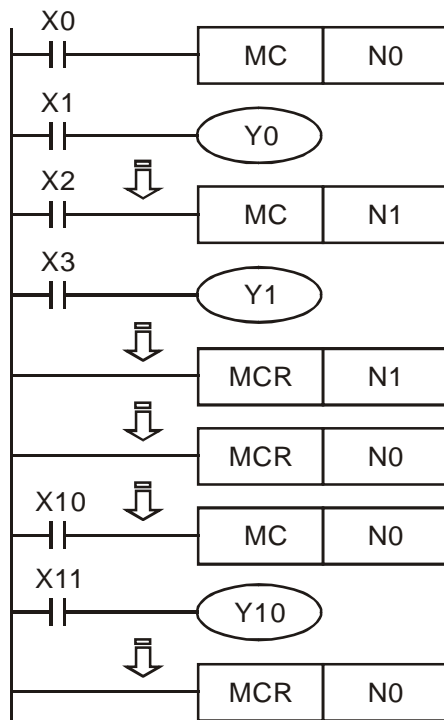 X0
MC N0
X1
Y0
X2
MC N1
X3
Y1
MCR N1
MCR N0
X10
MC N0
X11
Y10
MCR N0